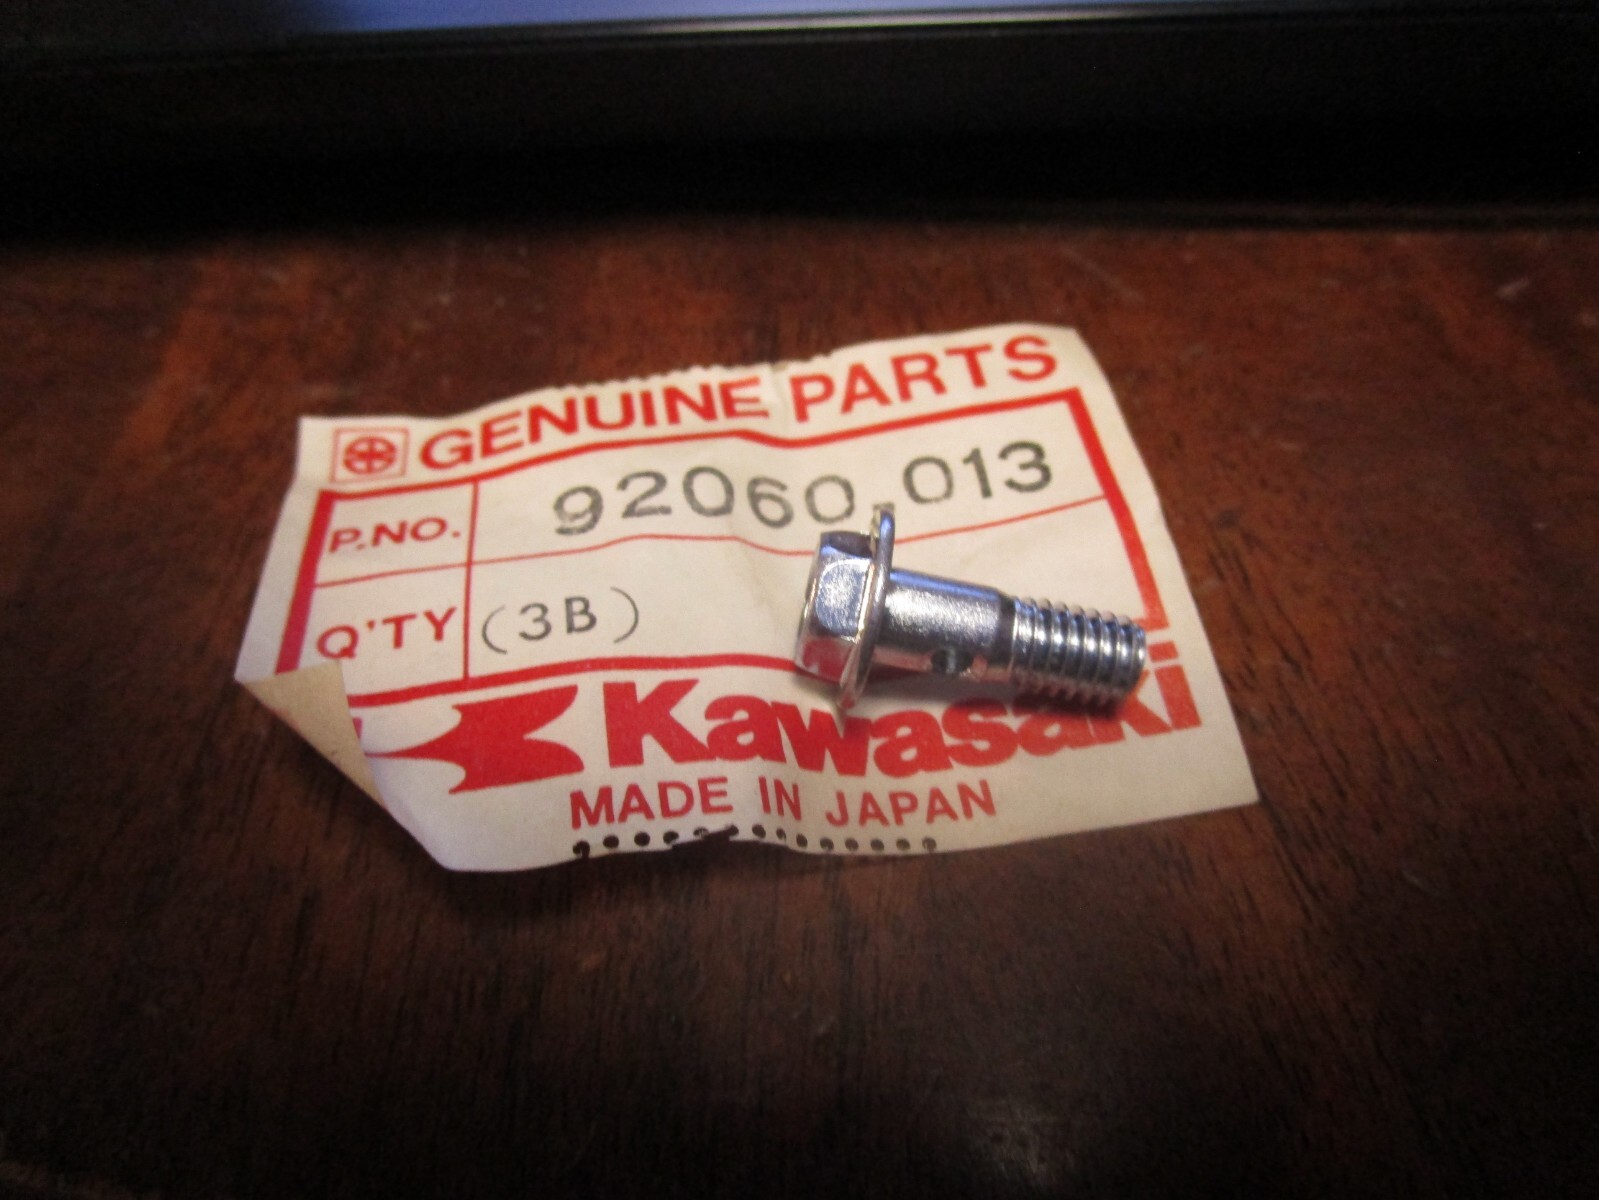 GENUINE PARTS
P.NO. 92060-013
Q'TY (3B)
Kawasaki
MADE IN JAPAN